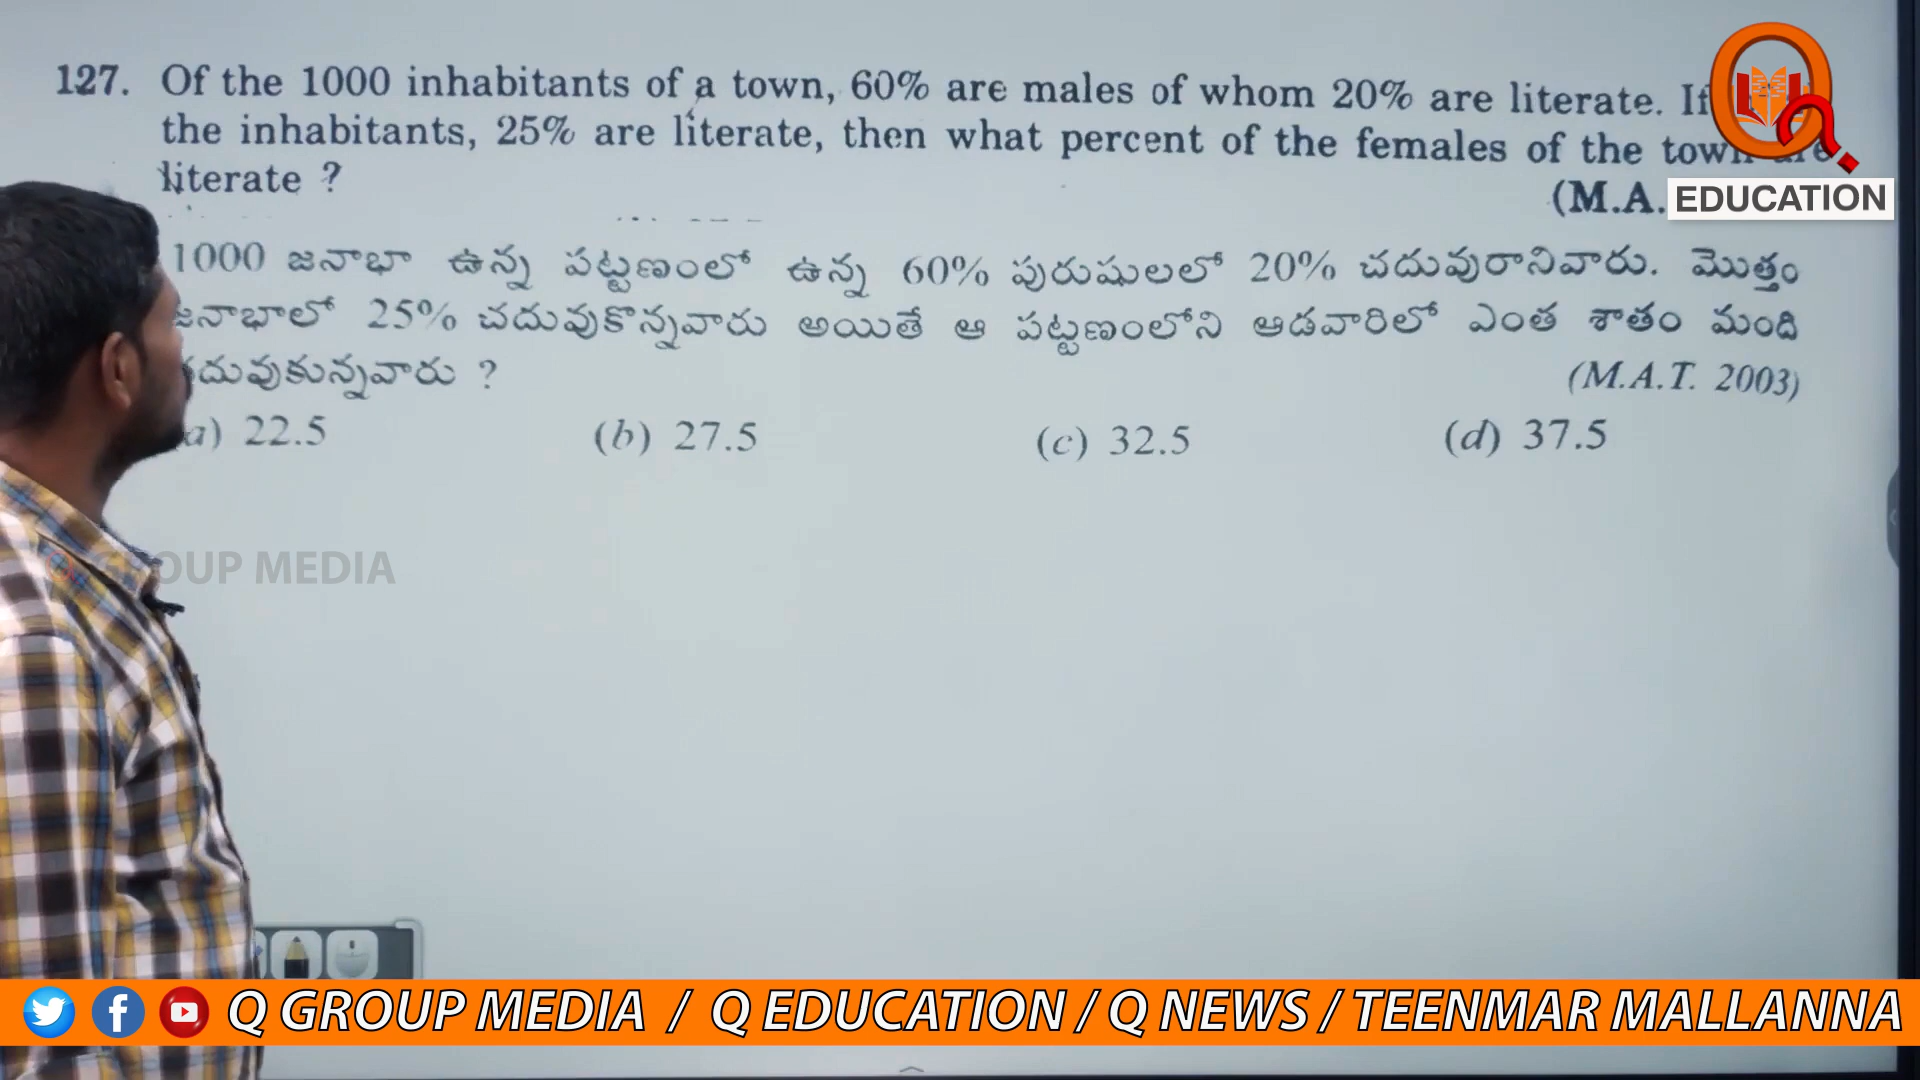 127. Of the 1000 inhabitants of a town, 60% are males of whom 20% are literate. If
the inhabitants, 25% are literate, then what percent of the females of the town are
literate ?
(M.A.
EDUCATION
1000 జనాభా ఉన్న పట్టణంలో ఉన్న 60% పురుషులలో 20% చదువురానివారు. మొత్తం
జనాభాలో 25% చదువుకొన్నవారు అయితే ఆ పట్టణంలోని ఆడవారిలో ఎంత శాతం మంది
చదువుకున్నవారు ?
(M.A.T. 2003)
(a) 22.5 (b) 27.5 (c) 32.5 (d) 37.5
Q GROUP MEDIA
Q GROUP MEDIA / Q EDUCATION / Q NEWS / TEENMAR MALLANNA